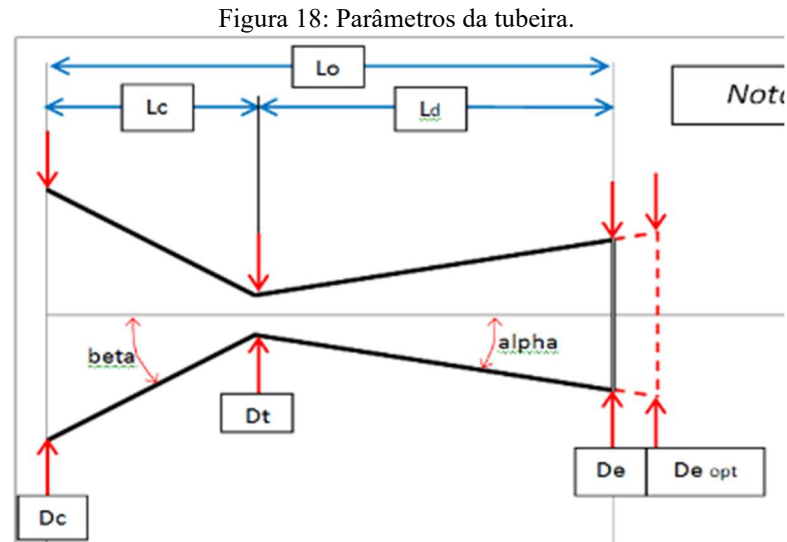 Figura 18: Parâmetros da tubeira.
Lo
Lc
Ld
beta
alpha
Dt
De
De opt
Dc